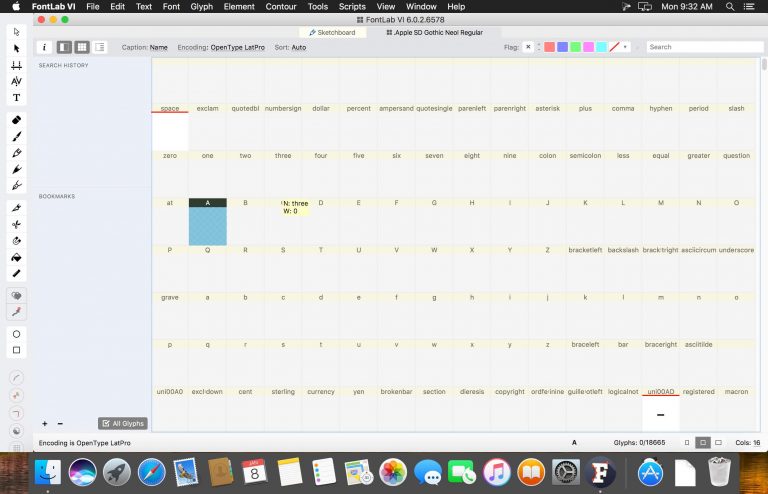 FontLab VI File Edit Text Font Glyph Element Contour Tools Scripts View Window Help Mon 9:32 AM
FontLab VI 6.0.2.6578
Sketchboard .Apple SD Gothic NeoI Regular
i Caption: Name Encoding: OpenType LatPro Sort: Auto Flag: Search
SEARCH HISTORY
space exclam quotedbl numbersign dollar percent ampersand quotesingle parenleft parenright asterisk plus comma hyphen period slash
zero one two three four five six seven eight nine colon semicolon less equal greater question
BOOKMARKS
at A B N: three D E F G H I J K L M N O
W: 0
P Q R S T U V W X Y Z bracketleft backslash asciicircum underscore
grave a b c d e f g h i j k l m n o
p q r s t u v w x y z braceleft bar braceright asciitilde
uni00A0 cent sterling currency yen brokenbar section dieresis copyright logicalnot uni00AD registered macron
All Glyphs
Encoding is OpenType LatPro A Glyphs: 0/18665 Cols: 16
JAN
8